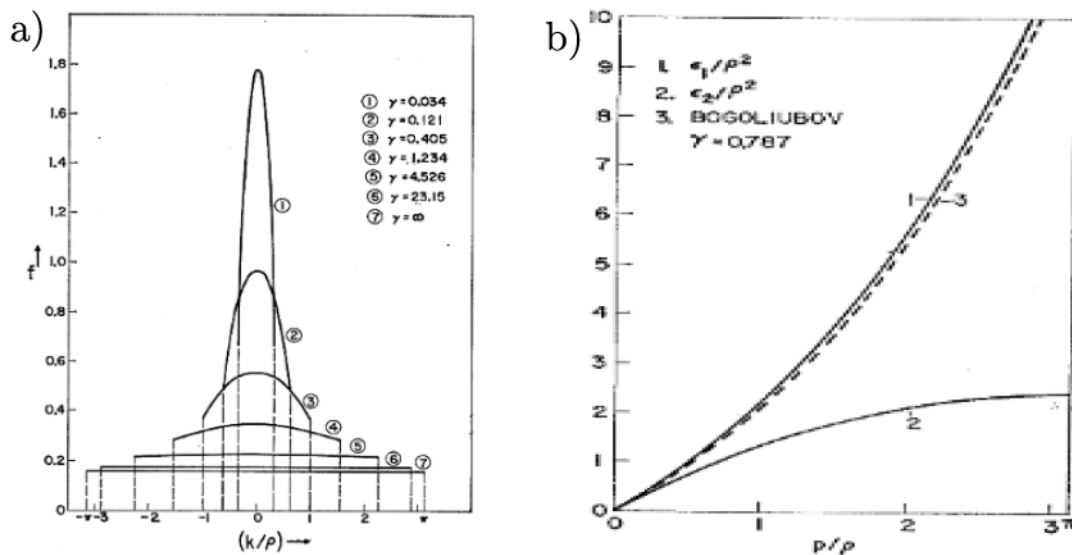 a)
1,8
1.6
1.4
1.2
1.0
0.8
0.6
0.4
0.2
0
f →
① γ=0.034
② γ=0.121
③ γ=0.405
④ γ=1.234
⑤ γ=4.526
⑥ γ=23.15
⑦ γ=∞
①
②
③
④
⑤
⑥
⑦
-π -3 -2 -1 0 1 2 π
(k/ρ) →
b)
10
9
8
7
6
5
4
3
2
1
0
1. ϵ₁/ρ²
2. ϵ₂/ρ²
3. BOGOLIUBOV
γ = 0.787
1 3
2
0 1 2 3 π
p/ρ